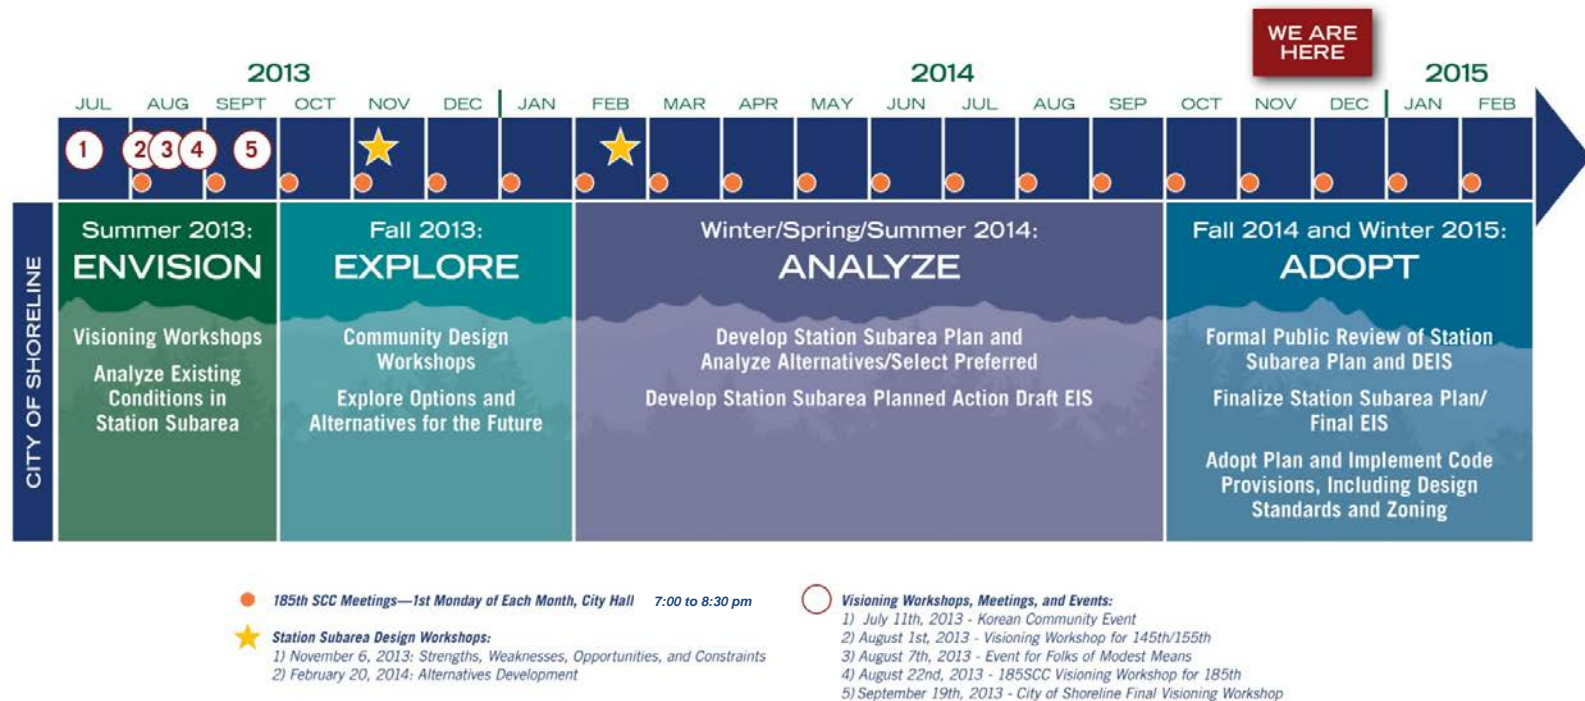 WE ARE
HERE
2013
2014
2015
JUL AUG SEPT OCT NOV DEC JAN FEB MAR APR MAY JUN JUL AUG SEP OCT NOV DEC JAN FEB
1 2 3 4 5
CITY OF SHORELINE
Summer 2013:
ENVISION
Visioning Workshops
Analyze Existing
Conditions in
Station Subarea
Fall 2013:
EXPLORE
Community Design
Workshops
Explore Options and
Alternatives for the Future
Winter/Spring/Summer 2014:
ANALYZE
Develop Station Subarea Plan and
Analyze Alternatives/Select Preferred
Develop Station Subarea Planned Action Draft EIS
Fall 2014 and Winter 2015:
ADOPT
Formal Public Review of Station
Subarea Plan and DEIS
Finalize Station Subarea Plan/
Final EIS
Adopt Plan and Implement Code
Provisions, Including Design
Standards and Zoning
185th SCC Meetings—1st Monday of Each Month, City Hall 7:00 to 8:30 pm
Station Subarea Design Workshops:
1) November 6, 2013: Strengths, Weaknesses, Opportunities, and Constraints
2) February 20, 2014: Alternatives Development
Visioning Workshops, Meetings, and Events:
1) July 11th, 2013 - Korean Community Event
2) August 1st, 2013 - Visioning Workshop for 145th/155th
3) August 7th, 2013 - Event for Folks of Modest Means
4) August 22nd, 2013 - 185SCC Visioning Workshop for 185th
5) September 19th, 2013 - City of Shoreline Final Visioning Workshop